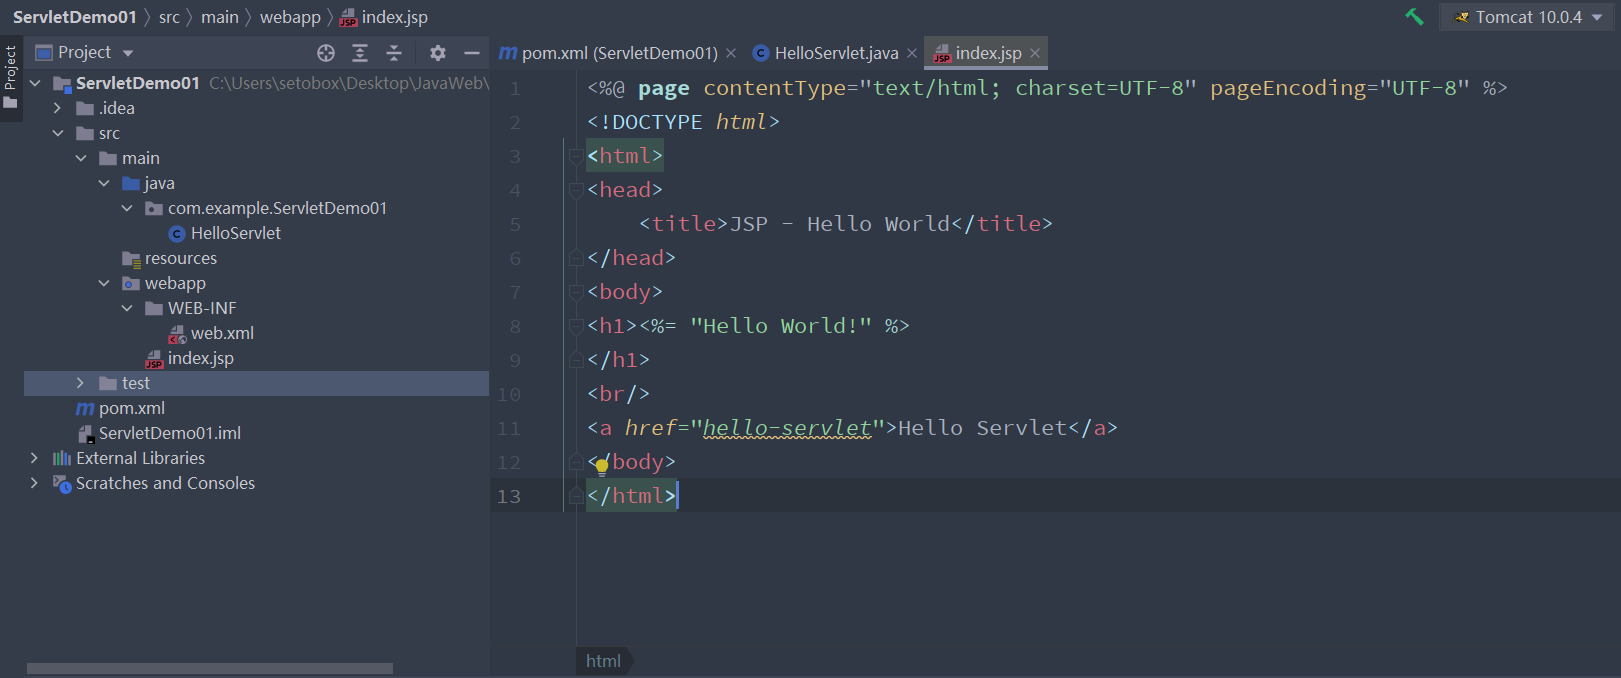 ServletDemo01 src main webapp index.jsp
Tomcat 10.0.4
Project
Project
ServletDemo01 C:\Users\setobox\Desktop\JavaWeb\
.idea
src
main
java
com.example.ServletDemo01
HelloServlet
resources
webapp
WEB-INF
web.xml
index.jsp
test
pom.xml
ServletDemo01.iml
External Libraries
Scratches and Consoles
pom.xml (ServletDemo01) HelloServlet.java index.jsp
1 <%@ page contentType="text/html; charset=UTF-8" pageEncoding="UTF-8" %>
2 <!DOCTYPE html>
3 <html>
4 <head>
5     <title>JSP - Hello World</title>
6 </head>
7 <body>
8 <h1><%= "Hello World!" %>
9 </h1>
10 <br/>
11 <a href="hello-servlet">Hello Servlet</a>
12 </body>
13 </html>
html